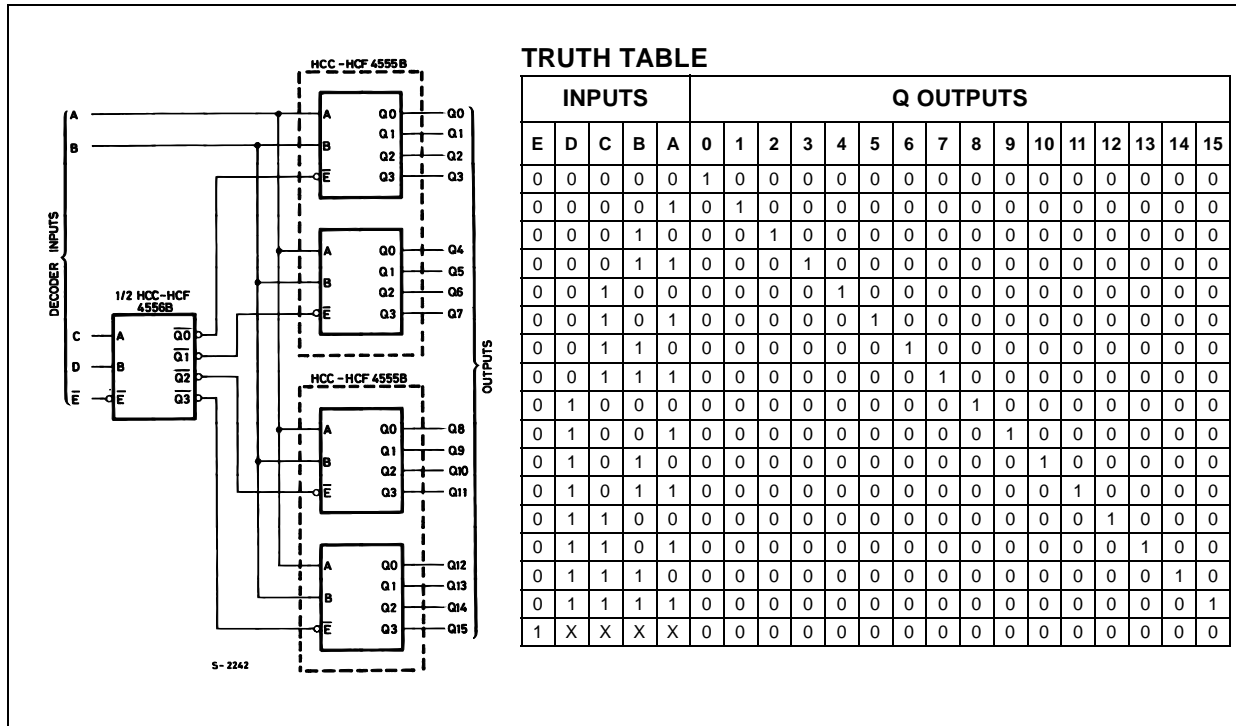 HCC-HCF 4555B
A
B
DECODER INPUTS
A Q0 Q0
Q1 Q1
B Q2 Q2
E Q3 Q3
A Q0 Q4
Q1 Q5
B Q2 Q6
E Q3 Q7
1/2 HCC-HCF
4556B
C A Q0
Q1
D B Q2
E E Q3
OUTPUTS
HCC-HCF 4555B
A Q0 Q8
Q1 Q9
B Q2 Q10
E Q3 Q11
A Q0 Q12
Q1 Q13
B Q2 Q14
E Q3 Q15
S-2242
TRUTH TABLE
INPUTS Q OUTPUTS
E D C B A 0 1 2 3 4 5 6 7 8 9 10 11 12 13 14 15
0 0 0 0 0 1 0 0 0 0 0 0 0 0 0 0 0 0 0 0 0
0 0 0 0 1 0 1 0 0 0 0 0 0 0 0 0 0 0 0 0 0
0 0 0 1 0 0 0 1 0 0 0 0 0 0 0 0 0 0 0 0 0
0 0 0 1 1 0 0 0 1 0 0 0 0 0 0 0 0 0 0 0 0
0 0 1 0 0 0 0 0 0 1 0 0 0 0 0 0 0 0 0 0 0
0 0 1 0 1 0 0 0 0 0 1 0 0 0 0 0 0 0 0 0 0
0 0 1 1 0 0 0 0 0 0 0 1 0 0 0 0 0 0 0 0 0
0 0 1 1 1 0 0 0 0 0 0 0 1 0 0 0 0 0 0 0 0
0 1 0 0 0 0 0 0 0 0 0 0 0 1 0 0 0 0 0 0 0
0 1 0 0 1 0 0 0 0 0 0 0 0 0 1 0 0 0 0 0 0
0 1 0 1 0 0 0 0 0 0 0 0 0 0 0 1 0 0 0 0 0
0 1 0 1 1 0 0 0 0 0 0 0 0 0 0 0 1 0 0 0 0
0 1 1 0 0 0 0 0 0 0 0 0 0 0 0 0 0 1 0 0 0
0 1 1 0 1 0 0 0 0 0 0 0 0 0 0 0 0 0 1 0 0
0 1 1 1 0 0 0 0 0 0 0 0 0 0 0 0 0 0 0 1 0
0 1 1 1 1 0 0 0 0 0 0 0 0 0 0 0 0 0 0 0 1
1 X X X X 0 0 0 0 0 0 0 0 0 0 0 0 0 0 0 0